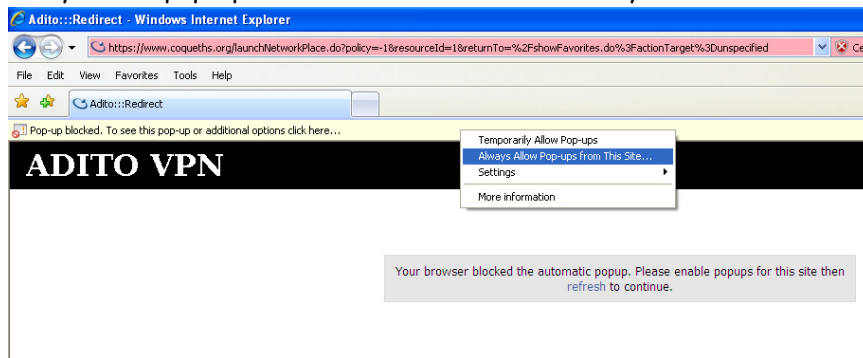 Adito:::Redirect - Windows Internet Explorer
https://www.coqueths.org/launchNetworkPlace.do?policy=-1&resourceId=1&returnTo=%2FshowFavorites.do%3FactionTarget%3Dunspecified
File Edit View Favorites Tools Help
Adito:::Redirect
Pop-up blocked. To see this pop-up or additional options click here...
Temporarily Allow Pop-ups
Always Allow Pop-ups from This Site...
Settings
More information
ADITO VPN
Your browser blocked the automatic popup. Please enable popups for this site then
refresh to continue.